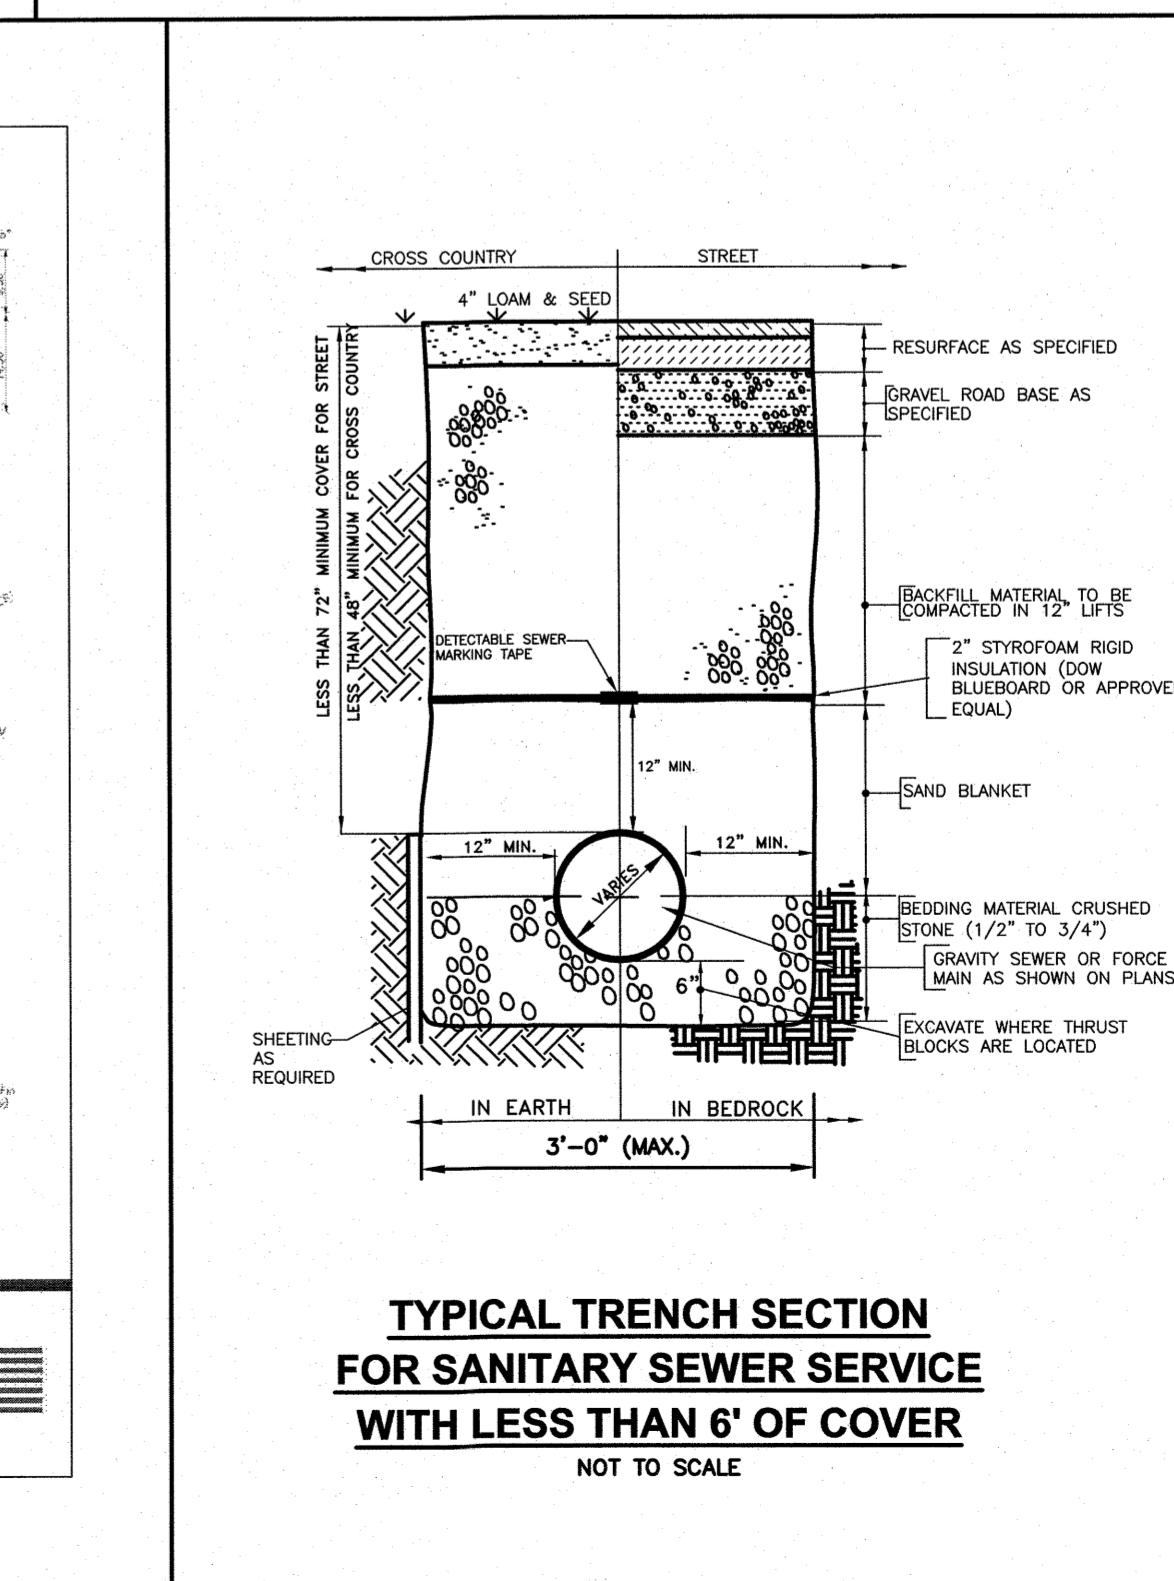 CROSS COUNTRY
STREET
4" LOAM & SEED
RESURFACE AS SPECIFIED
GRAVEL ROAD BASE AS
SPECIFIED
LESS THAN 72" MINIMUM COVER FOR STREET
LESS THAN 48" MINIMUM FOR CROSS COUNTRY
BACKFILL MATERIAL TO BE
COMPACTED IN 12" LIFTS
DETECTABLE SEWER
MARKING TAPE
2" STYROFOAM RIGID
INSULATION (DOW
BLUEBOARD OR APPROVE
EQUAL)
12" MIN.
SAND BLANKET
12" MIN.
12" MIN.
VARIES
BEDDING MATERIAL CRUSHED
STONE (1/2" TO 3/4")
GRAVITY SEWER OR FORCE
MAIN AS SHOWN ON PLANS
6"
EXCAVATE WHERE THRUST
BLOCKS ARE LOCATED
SHEETING
AS
REQUIRED
IN EARTH
IN BEDROCK
3'-0" (MAX.)
TYPICAL TRENCH SECTION
FOR SANITARY SEWER SERVICE
WITH LESS THAN 6' OF COVER
NOT TO SCALE